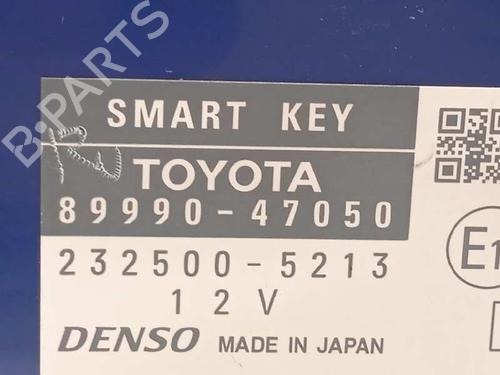 SMART KEY
TOYOTA
89990-47050
232500-5213
12V
DENSO MADE IN JAPAN
E1
B-PARTS